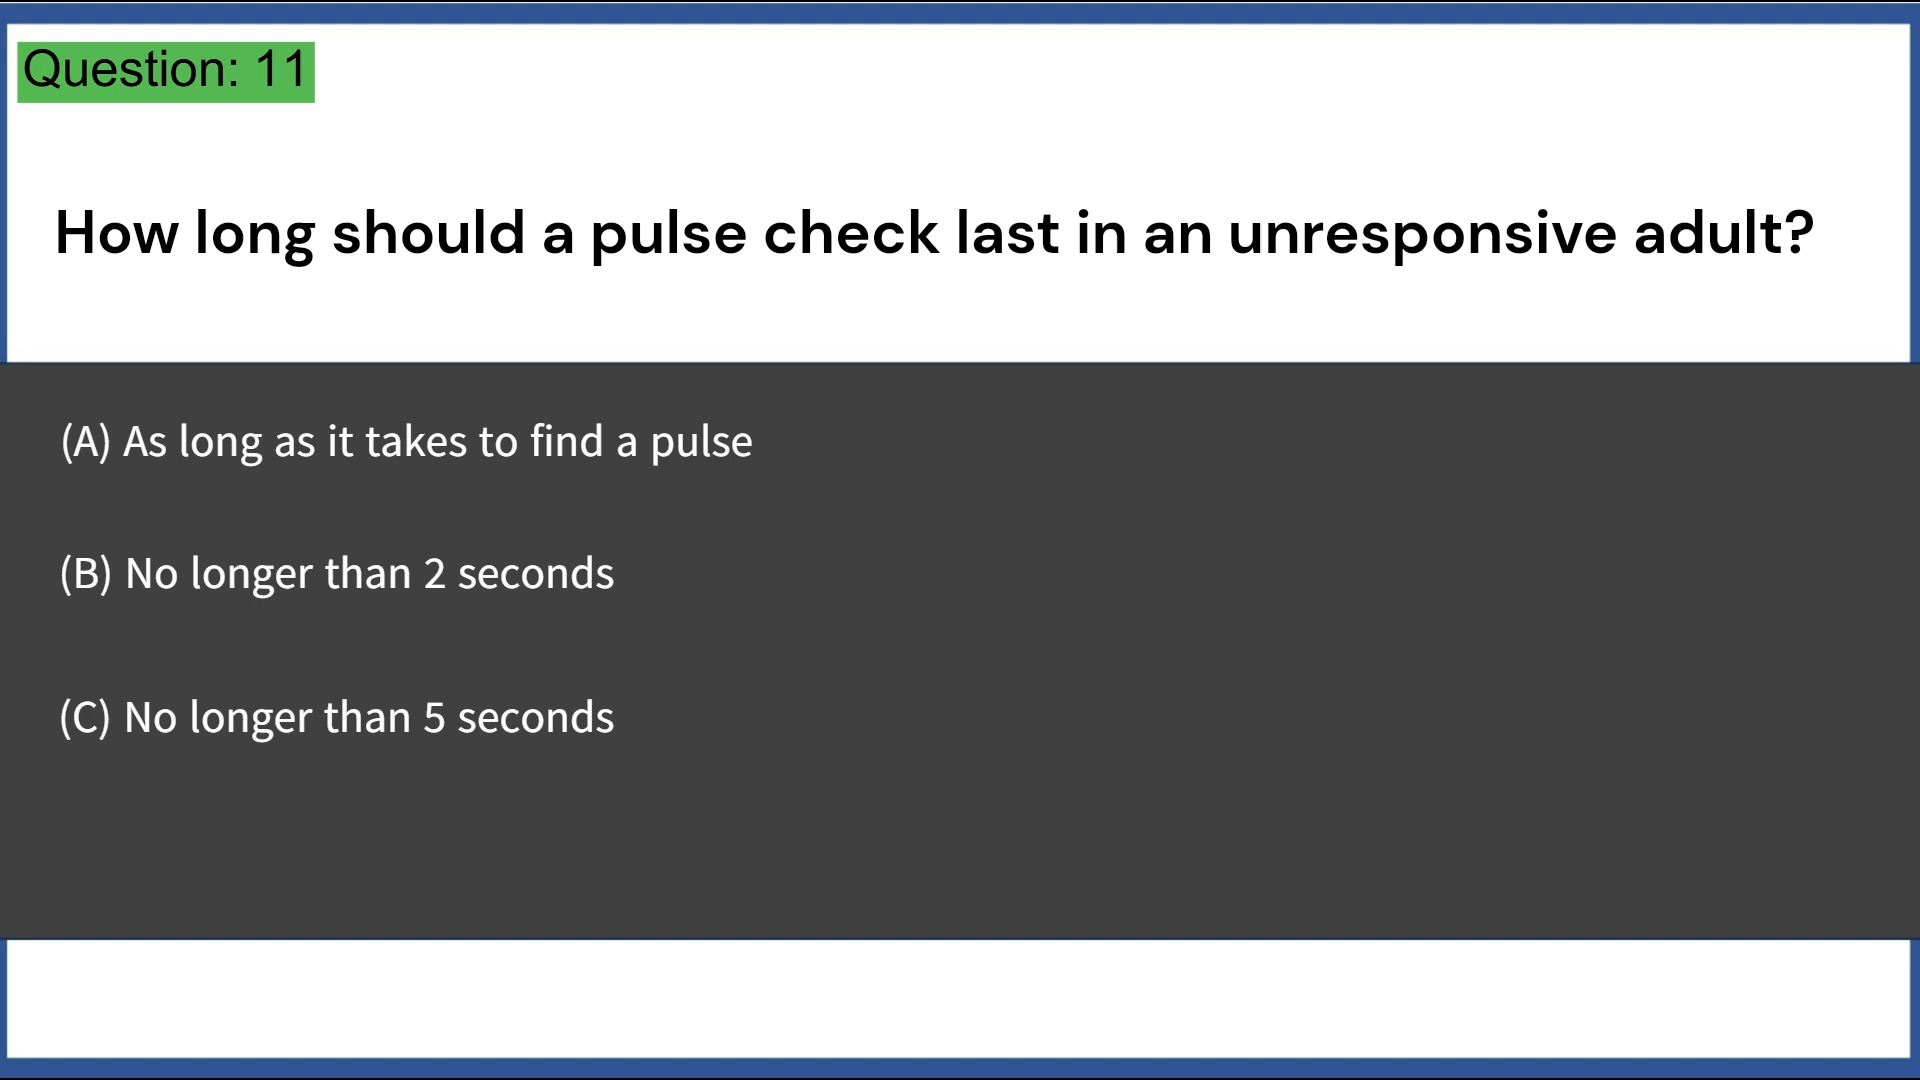 Question: 11
How long should a pulse check last in an unresponsive adult?
(A) As long as it takes to find a pulse
(B) No longer than 2 seconds
(C) No longer than 5 seconds